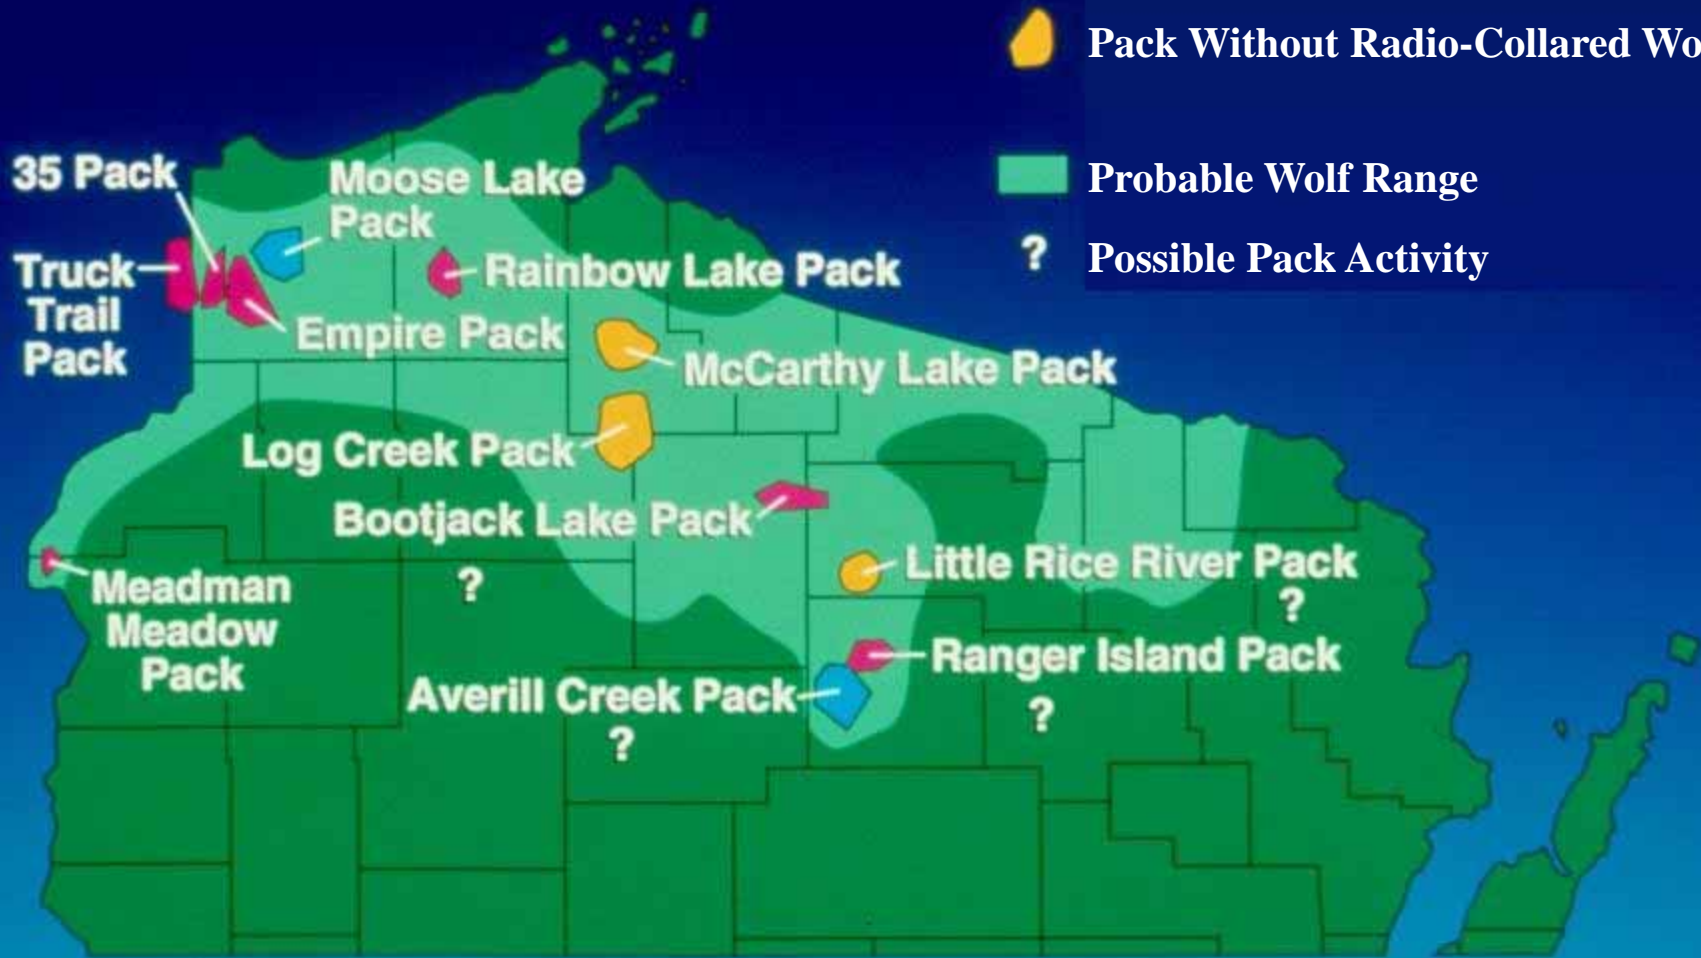 Pack Without Radio-Collared Wo
Probable Wolf Range
?
Possible Pack Activity
35 Pack
Moose Lake
Pack
Truck
Trail
Pack
Rainbow Lake Pack
Empire Pack
McCarthy Lake Pack
Log Creek Pack
Bootjack Lake Pack
Little Rice River Pack
?
?
Meadman
Meadow
Pack
Ranger Island Pack
Averill Creek Pack
?
?